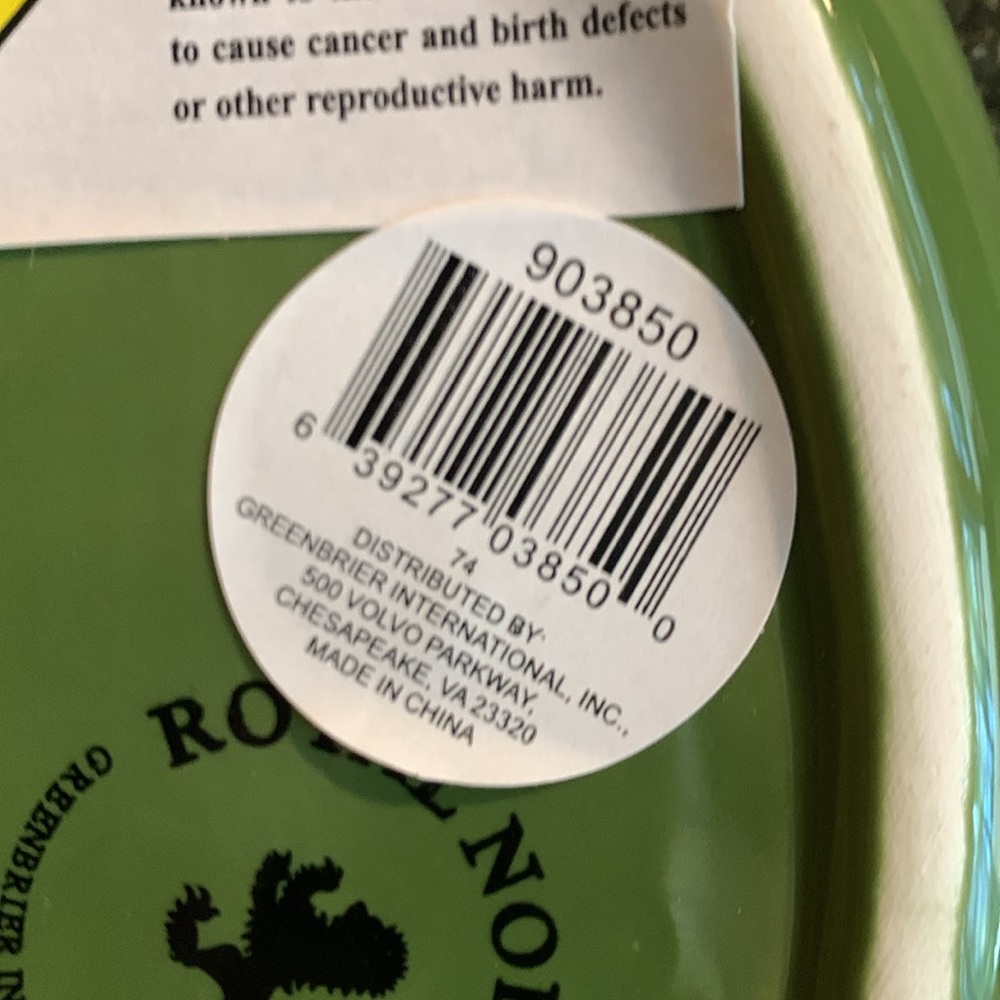 to cause cancer and birth defects
or other reproductive harm.
903850
6 39277 03850 0
74
DISTRIBUTED BY:
GREENBRIER INTERNATIONAL, INC.,
500 VOLVO PARKWAY,
CHESAPEAKE, VA 23320
MADE IN CHINA
GREENBRIER